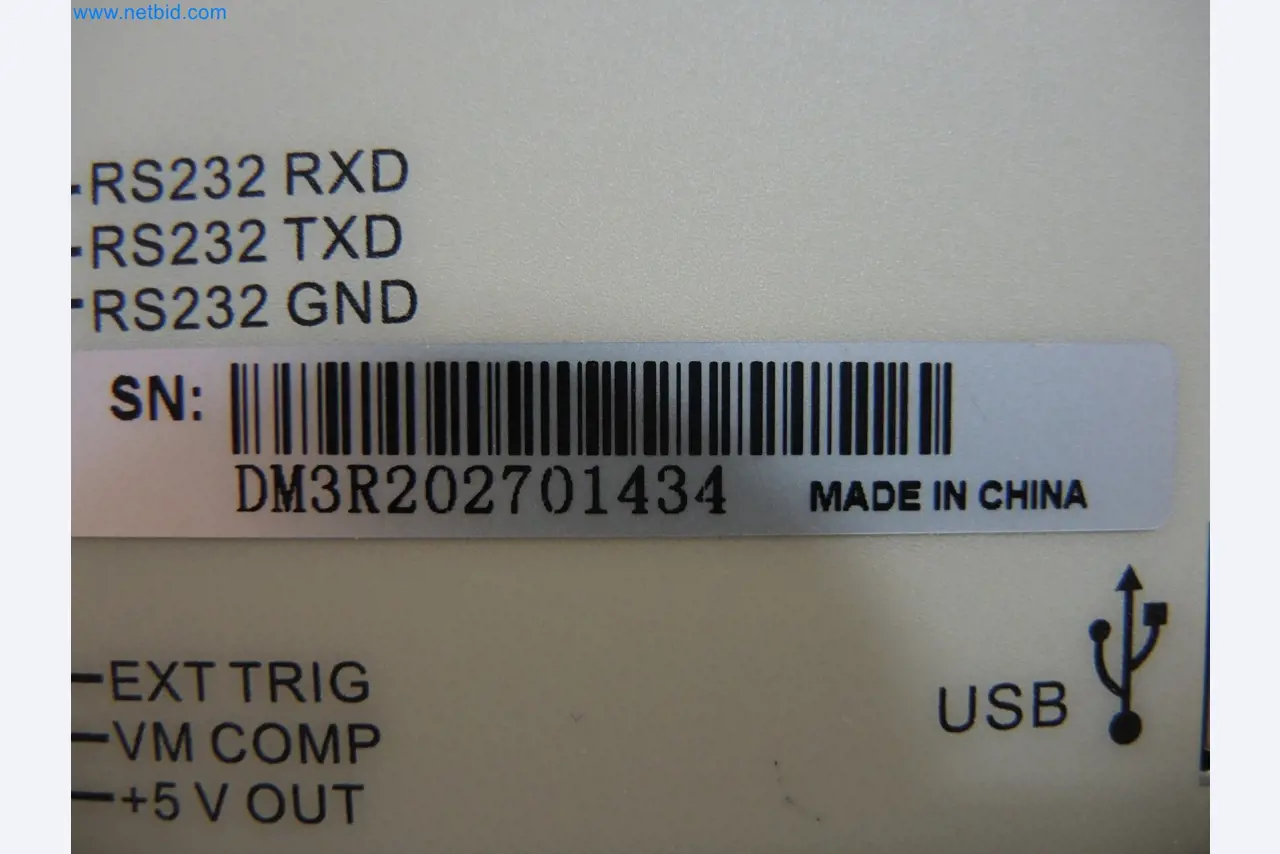 www.netbid.com
RS232 RXD
RS232 TXD
RS232 GND
SN:
DM3R202701434 MADE IN CHINA
EXT TRIG
VM COMP
+5 V OUT
USB